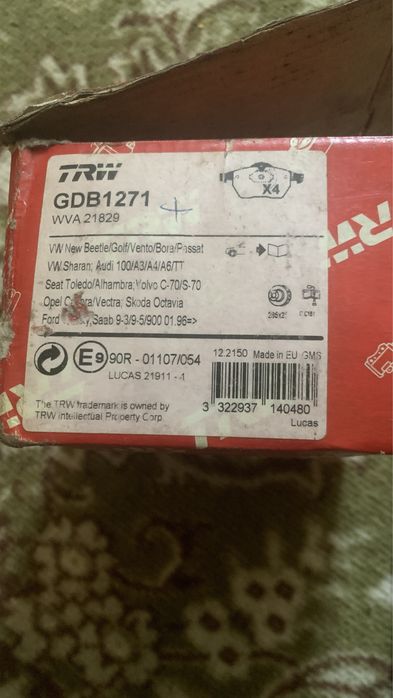 TRW
GDB1271
X4
WVA 21829
VW New Beetle/Golf/Vento/Bora/Passat
VW Sharan; Audi 100/A3/A4/A6/TT
Seat Toledo/Alhambra; Volvo C-70/S-70
Opel Vectra; Skoda Octavia
Ford Saab 9-3/9-5/900 01.96=>
E9 90R - 01107/054
12.2150 Made in EU GMS
LUCAS 21911 - 1
The TRW trademark is owned by
TRW Intellectual Property Corp
3 322937 140480
Lucas
TRW